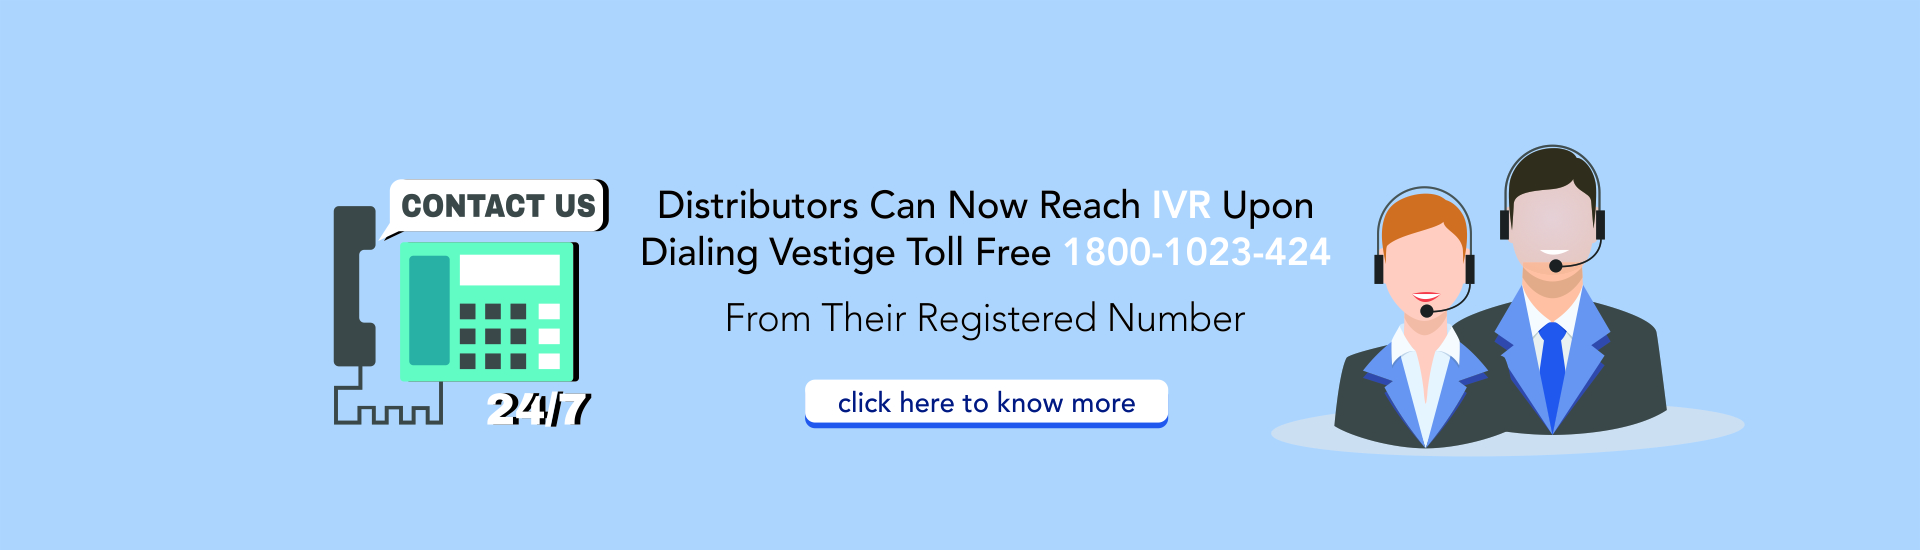 CONTACT US
24/7
Distributors Can Now Reach IVR Upon
Dialing Vestige Toll Free 1800-1023-424
From Their Registered Number
click here to know more